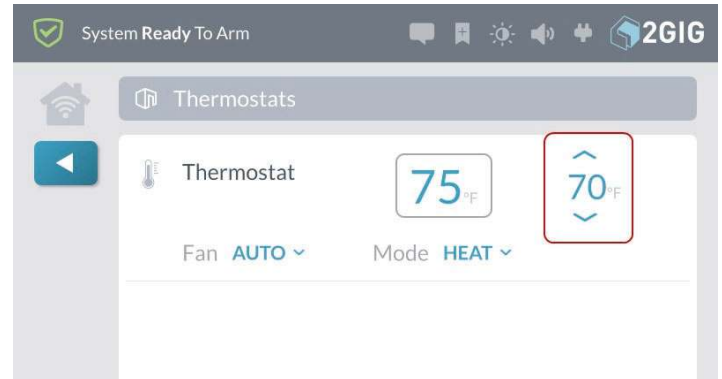 System Ready To Arm
2GIG
Thermostats
Thermostat
75°F
70°F
Fan AUTO
Mode HEAT